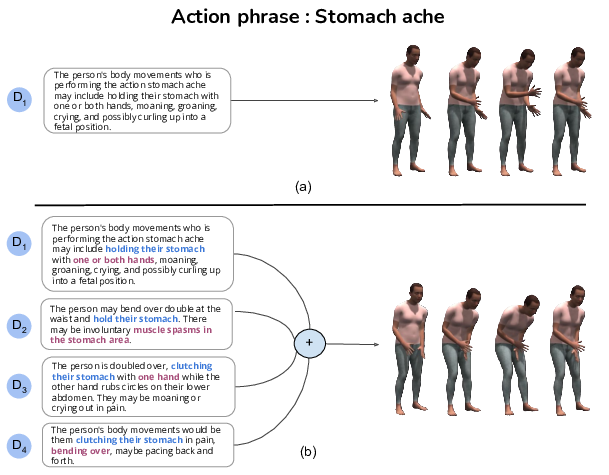 Action phrase : Stomach ache
D1
The person's body movements who is
performing the action stomach ache
may include holding their stomach with
one or both hands, moaning, groaning,
crying, and possibly curling up into a
fetal position.
(a)
D1
The person's body movements who is
performing the action stomach ache
may include holding their stomach
with one or both hands, moaning,
groaning, crying, and possibly curling up
into a fetal position.
D2
The person may bend over double at the
waist and hold their stomach. There
may be involuntary muscle spasms in
the stomach area.
+
D3
The person is doubled over, clutching
their stomach with one hand while the
other hand rubs circles on their lower
abdomen. They may be moaning or
crying out in pain.
D4
The person's body movements would be
them clutching their stomach in pain,
bending over, maybe pacing back and
forth.
(b)